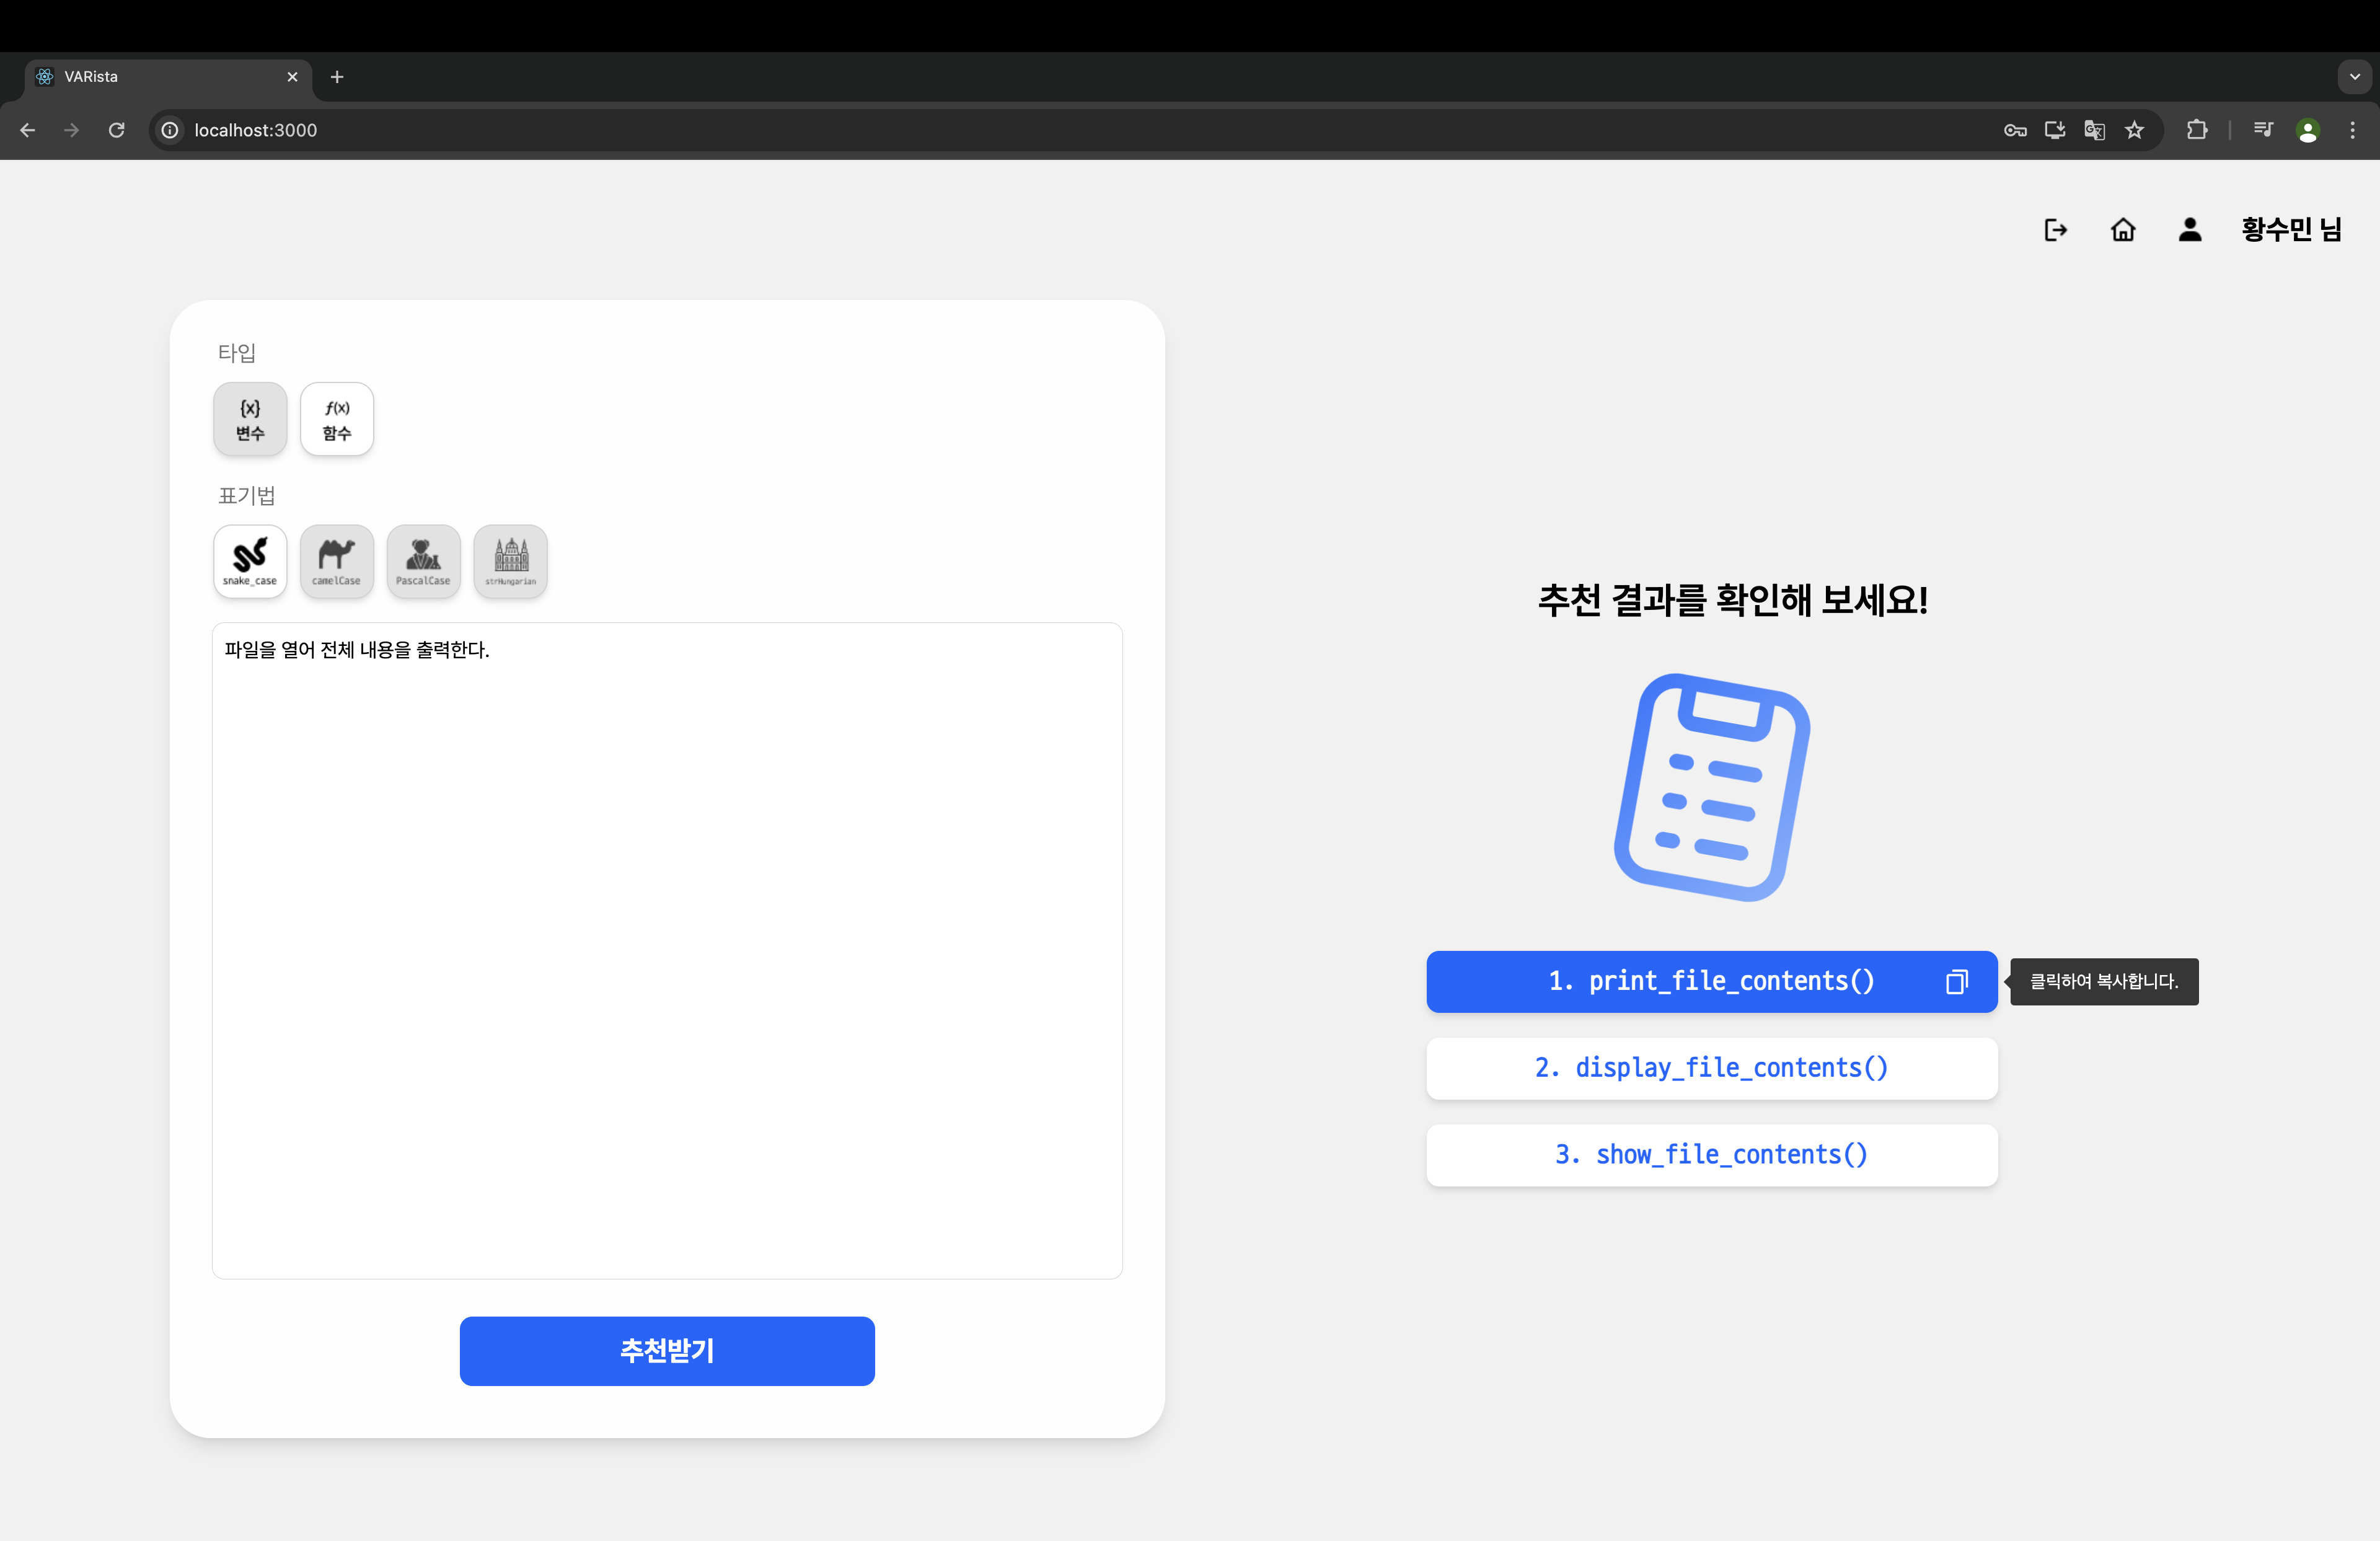 VARista
localhost:3000
황수민 님
타입
{x}
변수
f(x)
함수
표기법
snake_case
camelCase
PascalCase
strHungarian
파일을 열어 전체 내용을 출력한다.
추천받기
추천 결과를 확인해 보세요!
1. print_file_contents()
클릭하여 복사합니다.
2. display_file_contents()
3. show_file_contents()